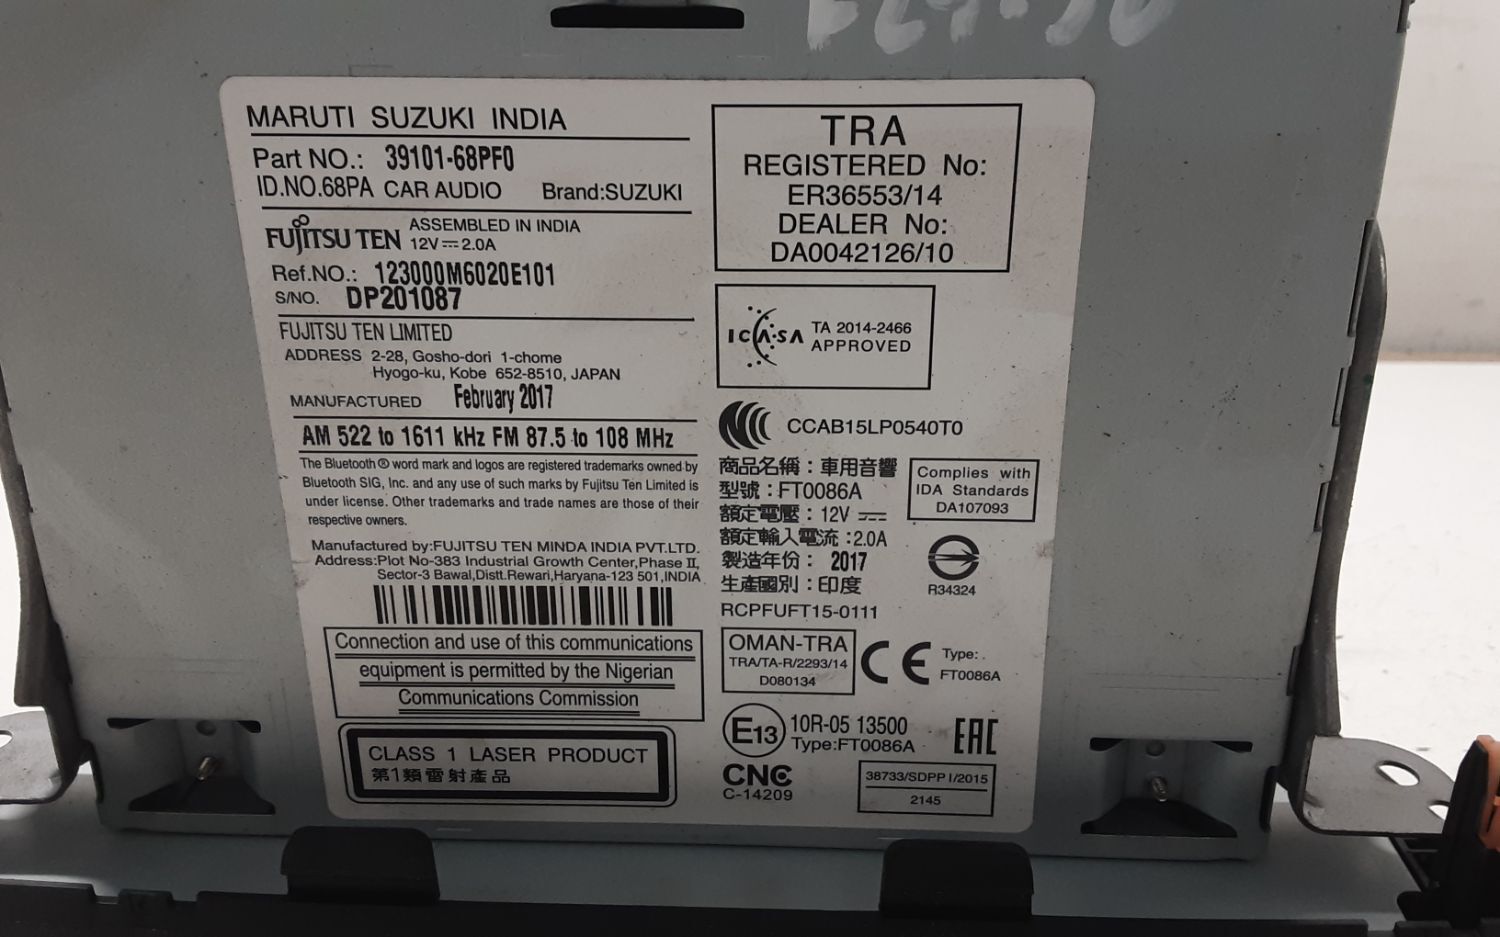 MARUTI SUZUKI INDIA
Part NO.: 39101-68PF0
ID.NO.68PA CAR AUDIO Brand:SUZUKI
FUJITSU TEN
ASSEMBLED IN INDIA
12V⎓2.0A
Ref.NO.: 123000M6020E101
S/NO. DP201087
FUJITSU TEN LIMITED
ADDRESS 2-28, Gosho-dori 1-chome
Hyogo-ku, Kobe 652-8510, JAPAN
MANUFACTURED February 2017
AM 522 to 1611 kHz FM 87.5 to 108 MHz
The Bluetooth® word mark and logos are registered trademarks owned by
Bluetooth SIG, Inc. and any use of such marks by Fujitsu Ten Limited is
under license. Other trademarks and trade names are those of their
respective owners.
Manufactured by:FUJITSU TEN MINDA INDIA PVT.LTD.
Address:Plot No-383 Industrial Growth Center,Phase II,
Sector-3 Bawal,Distt.Rewari,Haryana-123 501,INDIA
Connection and use of this communications
equipment is permitted by the Nigerian
Communications Commission
CLASS 1 LASER PRODUCT
第1類雷射產品
TRA
REGISTERED No:
ER36553/14
DEALER No:
DA0042126/10
ICASA
TA 2014-2466
APPROVED
CCAB15LP0540T0
商品名稱：車用音響
型號：FT0086A
額定電壓：12V ⎓
額定輸入電流：2.0A
製造年份： 2017
生產國別：印度
RCPFUFT15-0111
Complies with
IDA Standards
DA107093
R34324
OMAN-TRA
TRA/TA-R/2293/14
D080134
CE
Type:
FT0086A
E13
10R-05 13500
Type:FT0086A
EAC
CNC
C-14209
38733/SDPPI/2015
2145